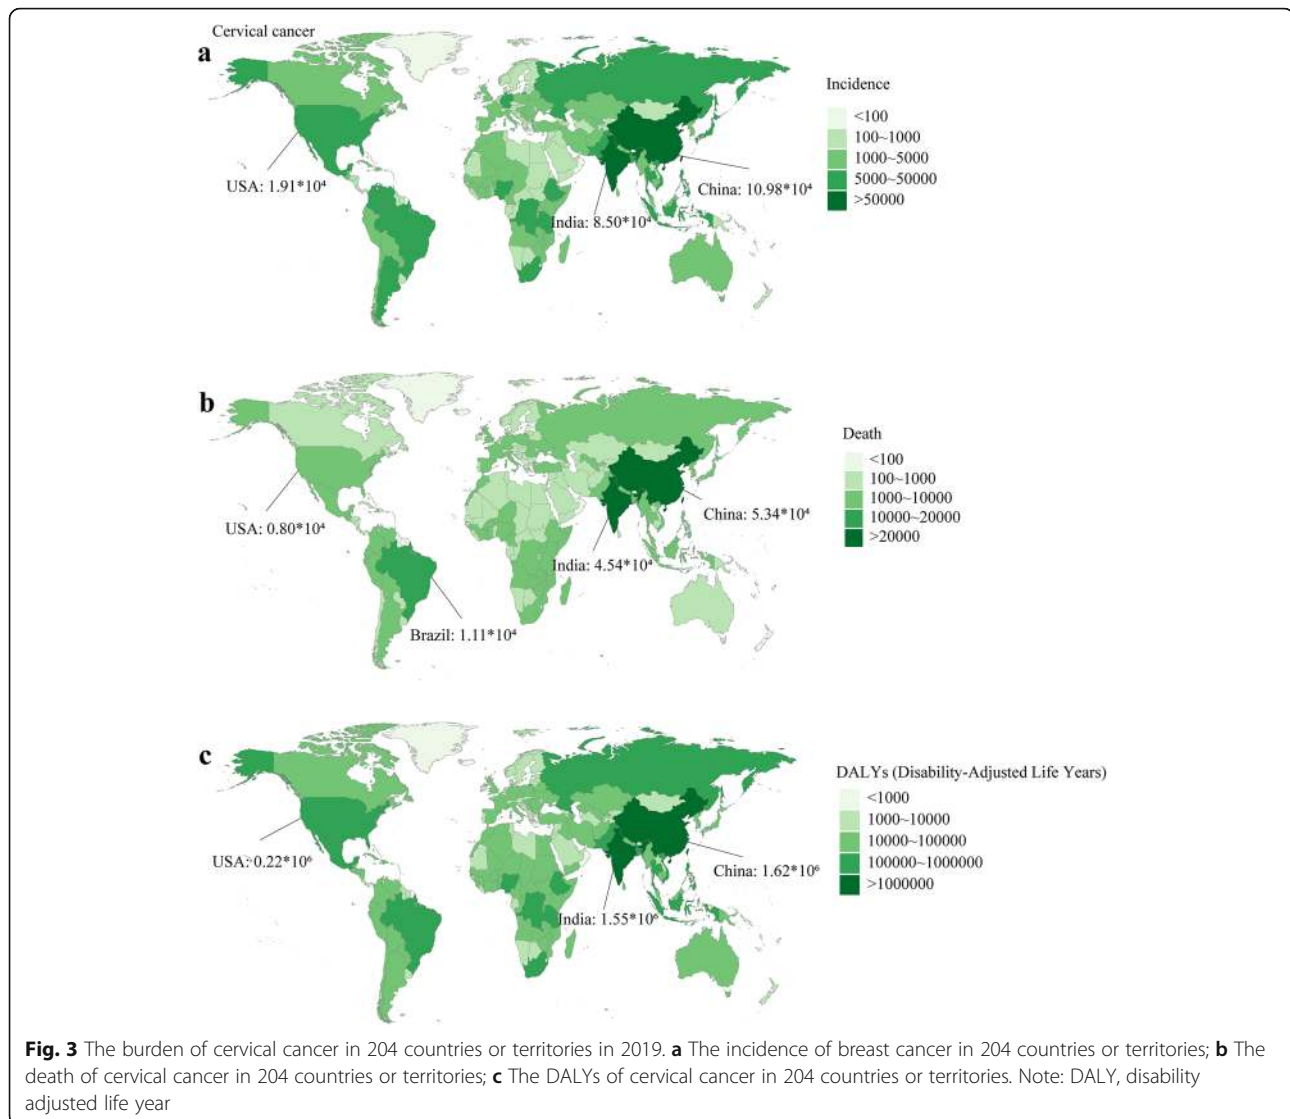 Cervical cancer
a
Incidence
<100
100~1000
1000~5000
5000~50000
>50000
USA: 1.91*10⁴
China: 10.98*10⁴
India: 8.50*10⁴
b
Death
<100
100~1000
1000~10000
10000~20000
>20000
USA: 0.80*10⁴
China: 5.34*10⁴
India: 4.54*10⁴
Brazil: 1.11*10⁴
c
DALYs (Disability-Adjusted Life Years)
<1000
1000~10000
10000~100000
100000~1000000
>1000000
USA: 0.22*10⁶
China: 1.62*10⁶
India: 1.55*10⁶
Fig. 3 The burden of cervical cancer in 204 countries or territories in 2019. a The incidence of breast cancer in 204 countries or territories; b The
death of cervical cancer in 204 countries or territories; c The DALYs of cervical cancer in 204 countries or territories. Note: DALY, disability
adjusted life year